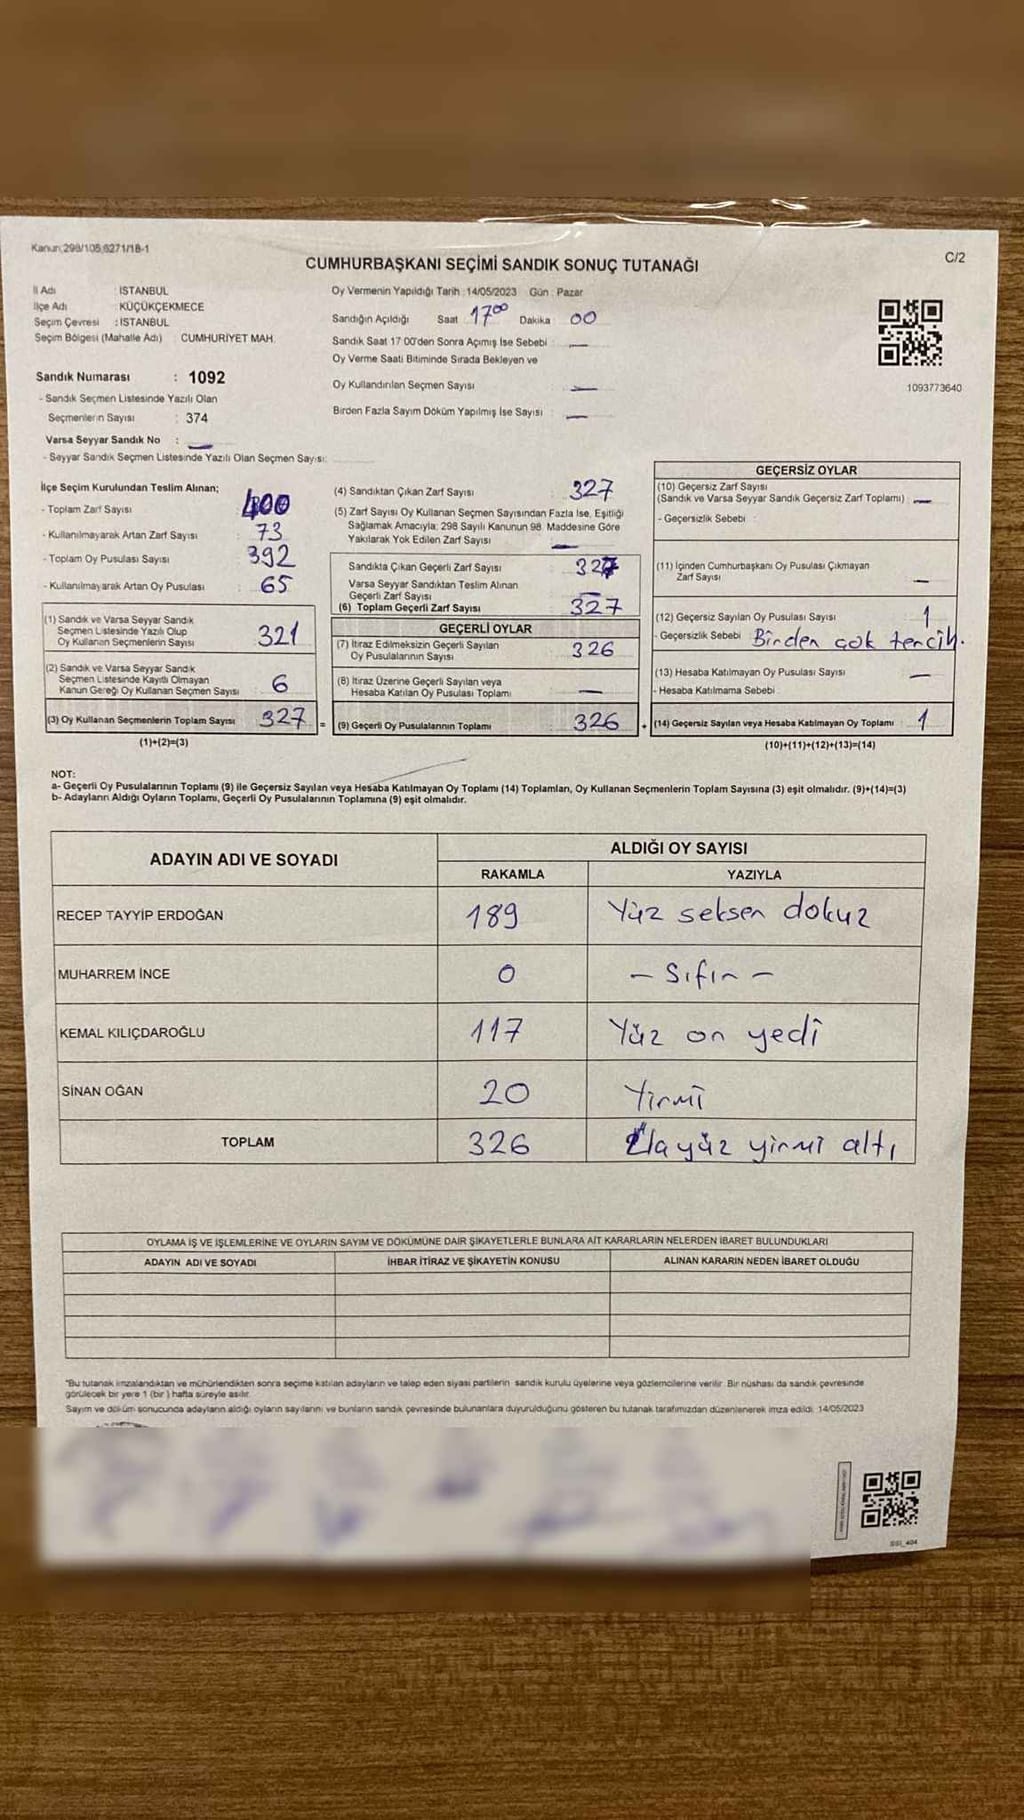 Kanun:298/105,6271/18-1
C/2
CUMHURBAŞKANI SEÇİMİ SANDIK SONUÇ TUTANAĞI
İl Adı : İSTANBUL
İlçe Adı : KÜÇÜKÇEKMECE
Seçim Çevresi : İSTANBUL
Seçim Bölgesi (Mahalle Adı) : CUMHURİYET MAH.
Sandık Numarası : 1092
- Sandık Seçmen Listesinde Yazılı Olan
Seçmenlerin Sayısı : 374
Varsa Seyyar Sandık No : —
- Seyyar Sandık Seçmen Listesinde Yazılı Olan Seçmen Sayısı:
Oy Vermenin Yapıldığı Tarih : 14/05/2023 Gün : Pazar
Sandığın Açıldığı Saat 17 00 Dakika 00
Sandık Saat 17:00'den Sonra Açımış İse Sebebi : —
Oy Verme Saati Bitiminde Sırada Bekleyen ve
Oy Kullandırılan Seçmen Sayısı : —
Birden Fazla Sayım Döküm Yapılmış İse Sayısı : —
1093773640
İlçe Seçim Kurulundan Teslim Alınan;
- Toplam Zarf Sayısı : 400
- Kullanılmayarak Artan Zarf Sayısı : 73
- Toplam Oy Pusulası Sayısı : 392
- Kullanılmayarak Artan Oy Pusulası : 65
(1) Sandık ve Varsa Seyyar Sandık
Seçmen Listesinde Yazılı Olup
Oy Kullanan Seçmenlerin Sayısı 321
(2) Sandık ve Varsa Seyyar Sandık
Seçmen Listesinde Kayıtlı Olmayan
Kanun Gereği Oy Kullanan Seçmen Sayısı 6
(3) Oy Kullanan Seçmenlerin Toplam Sayısı 327 =
(1)+(2)=(3)
(4) Sandıktan Çıkan Zarf Sayısı 327
(5) Zarf Sayısı Oy Kullanan Seçmen Sayısından Fazla İse, Eşitliği
Sağlamak Amacıyla; 298 Sayılı Kanunun 98. Maddesine Göre
Yakılarak Yok Edilen Zarf Sayısı —
Sandıkta Çıkan Geçerli Zarf Sayısı 327
Varsa Seyyar Sandıktan Teslim Alınan
Geçerli Zarf Sayısı —
(6) Toplam Geçerli Zarf Sayısı 327
GEÇERLİ OYLAR
(7) İtiraz Edilmeksizin Geçerli Sayılan
Oy Pusulalarının Sayısı 326
(8) İtiraz Üzerine Geçerli Sayılan veya
Hesaba Katılan Oy Pusulası Toplamı —
(9) Geçerli Oy Pusulalarının Toplamı 326 +
GEÇERSİZ OYLAR
(10) Geçersiz Zarf Sayısı
(Sandık ve Varsa Seyyar Sandık Geçersiz Zarf Toplamı) —
- Geçersizlik Sebebi :
(11) İçinden Cumhurbaşkanı Oy Pusulası Çıkmayan
Zarf Sayısı —
(12) Geçersiz Sayılan Oy Pusulası Sayısı 1
- Geçersizlik Sebebi Birden çok tercih.
(13) Hesaba Katılmayan Oy Pusulası Sayısı —
- Hesaba Katılmama Sebebi :
(14) Geçersiz Sayılan veya Hesaba Katılmayan Oy Toplamı 1
(10)+(11)+(12)+(13)=(14)
NOT:
a- Geçerli Oy Pusulalarının Toplamı (9) ile Geçersiz Sayılan veya Hesaba Katılmayan Oy Toplamı (14) Toplamları, Oy Kullanan Seçmenlerin Toplam Sayısına (3) eşit olmalıdır. (9)+(14)=(3)
b- Adayların Aldığı Oyların Toplamı, Geçerli Oy Pusulalarının Toplamına (9) eşit olmalıdır.
ADAYIN ADI VE SOYADI ALDIĞI OY SAYISI
RAKAMLA YAZIYLA
RECEP TAYYİP ERDOĞAN 189 Yüz seksen dokuz
MUHARREM İNCE 0 - Sıfır -
KEMAL KILIÇDAROĞLU 117 Yüz on yedi
SİNAN OĞAN 20 Yirmi
TOPLAM 326 yüz yirmi altı
OYLAMA İŞ VE İŞLEMLERİNE VE OYLARIN SAYIM VE DÖKÜMÜNE DAİR ŞİKAYETLERLE BUNLARA AİT KARARLARIN NELERDEN İBARET BULUNDUKLARI
ADAYIN ADI VE SOYADI İHBAR İTİRAZ VE ŞİKAYETİN KONUSU ALINAN KARARIN NEDEN İBARET OLDUĞU
*Bu tutanak imzalandıktan ve mühürlendikten sonra seçime katılan adayların ve talep eden siyasi partilerin sandık kurulu üyelerine veya gözlemcilerine verilir. Bir nüshası da sandık çevresinde
görülecek bir yere 1 (bir) hafta süreyle asılır.
Sayım ve döküm sonucunda adayların aldığı oyların sayılarını ve bunların sandık çevresinde bulunanlara duyurulduğunu gösteren bu tutanak tarafımızdan düzenlenerek imza edildi. 14/05/2023
SSI_404